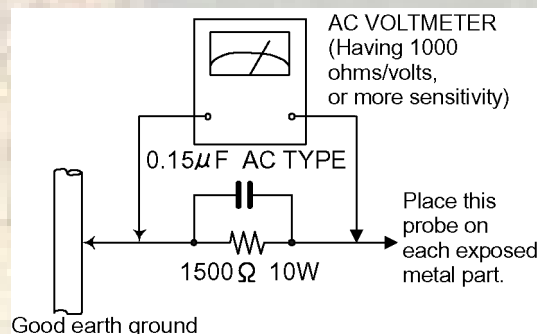 AC VOLTMETER
(Having 1000
ohms/volts,
or more sensitivity)
0.15μF AC TYPE
Place this
probe on
each exposed
metal part.
1500Ω 10W
Good earth ground